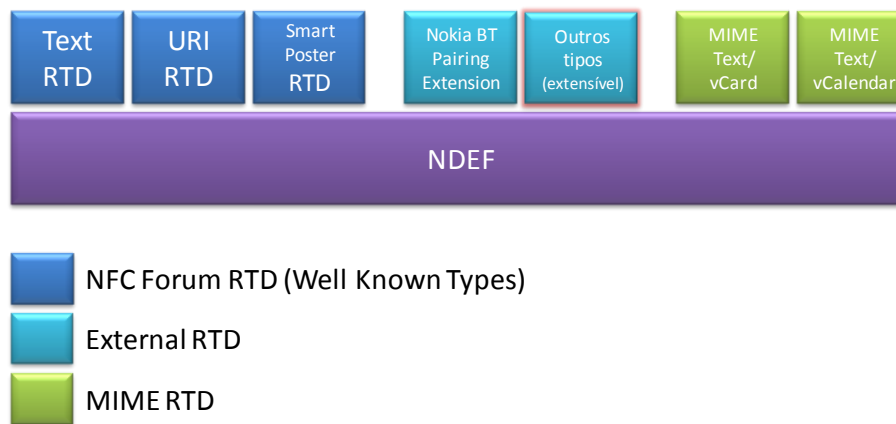 Text
RTD
URI
RTD
Smart
Poster
RTD
Nokia BT
Pairing
Extension
Outros
tipos
(extensível)
MIME
Text/
vCard
MIME
Text/
vCalendar
NDEF
NFC Forum RTD (Well Known Types)
External RTD
MIME RTD